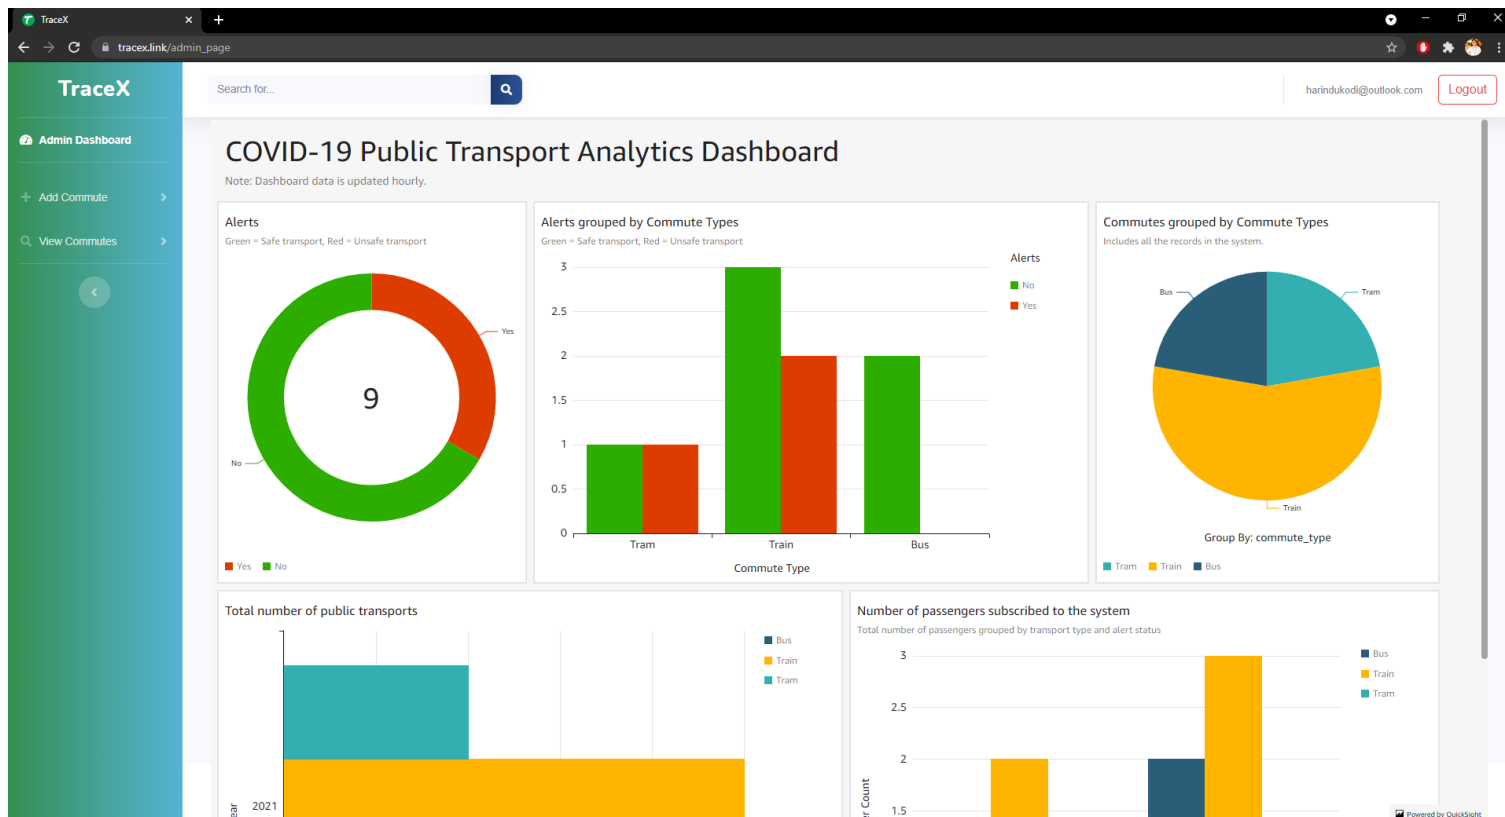 TraceX
tracex.link/admin_page
TraceX
Search for...
harindukodi@outlook.com
Logout
Admin Dashboard
Add Commute
View Commutes
COVID-19 Public Transport Analytics Dashboard
Note: Dashboard data is updated hourly.
Alerts
Green = Safe transport, Red = Unsafe transport
Yes
9
No
Yes No
Alerts grouped by Commute Types
Green = Safe transport, Red = Unsafe transport
Alerts
No
Yes
3
2.5
2
1.5
1
0.5
0
Tram Train Bus
Commute Type
Commutes grouped by Commute Types
Includes all the records in the system.
Bus Tram
Train
Group By: commute_type
Tram Train Bus
Total number of public transports
Bus
Train
Tram
2021
Number of passengers subscribed to the system
Total number of passengers grouped by transport type and alert status
Bus
Train
Tram
3
2.5
2
1.5
Count
Powered by QuickSight